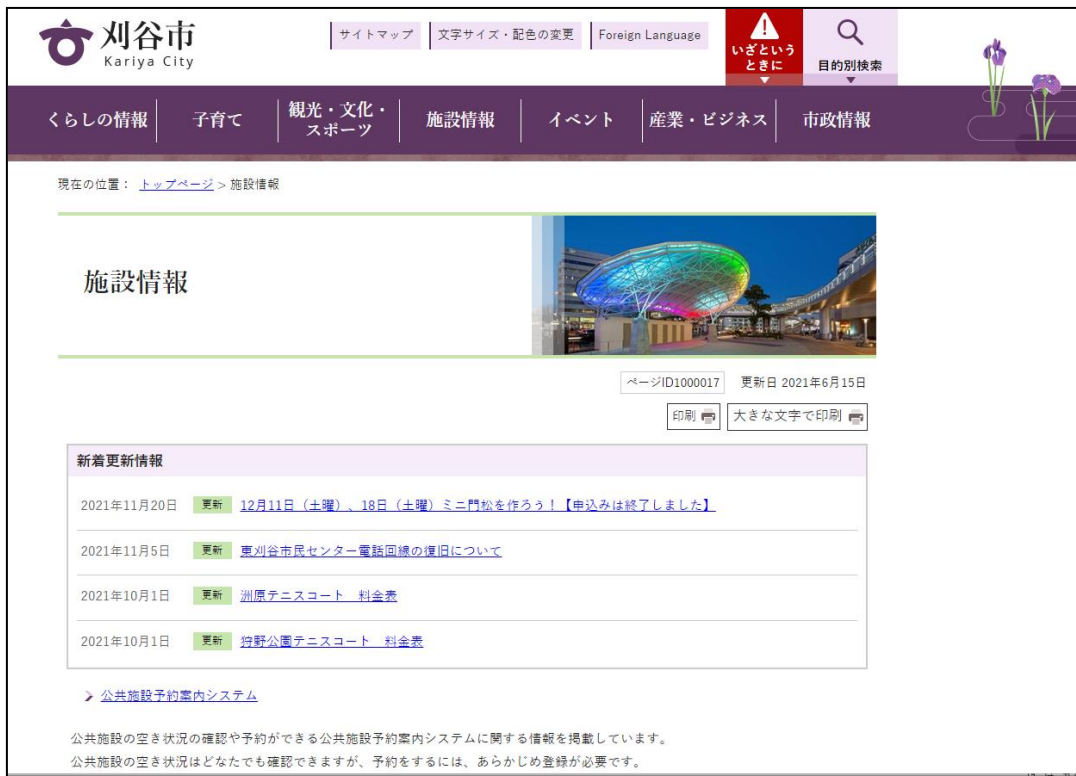 刈谷市
Kariya City
サイトマップ
文字サイズ・配色の変更
Foreign Language
いざという
ときに
目的別検索
くらしの情報
子育て
観光・文化・
スポーツ
施設情報
イベント
産業・ビジネス
市政情報
現在の位置： トップページ > 施設情報
施設情報
ページID1000017 更新日 2021年6月15日
印刷
大きな文字で印刷
新着更新情報
2021年11月20日 更新 12月11日（土曜）、18日（土曜）ミニ門松を作ろう！【申込みは終了しました】
2021年11月5日 更新 東刈谷市民センター電話回線の復旧について
2021年10月1日 更新 洲原テニスコート　料金表
2021年10月1日 更新 狩野公園テニスコート　料金表
公共施設予約案内システム
公共施設の空き状況の確認や予約ができる公共施設予約案内システムに関する情報を掲載しています。
公共施設の空き状況はどなたでも確認できますが、予約をするには、あらかじめ登録が必要です。